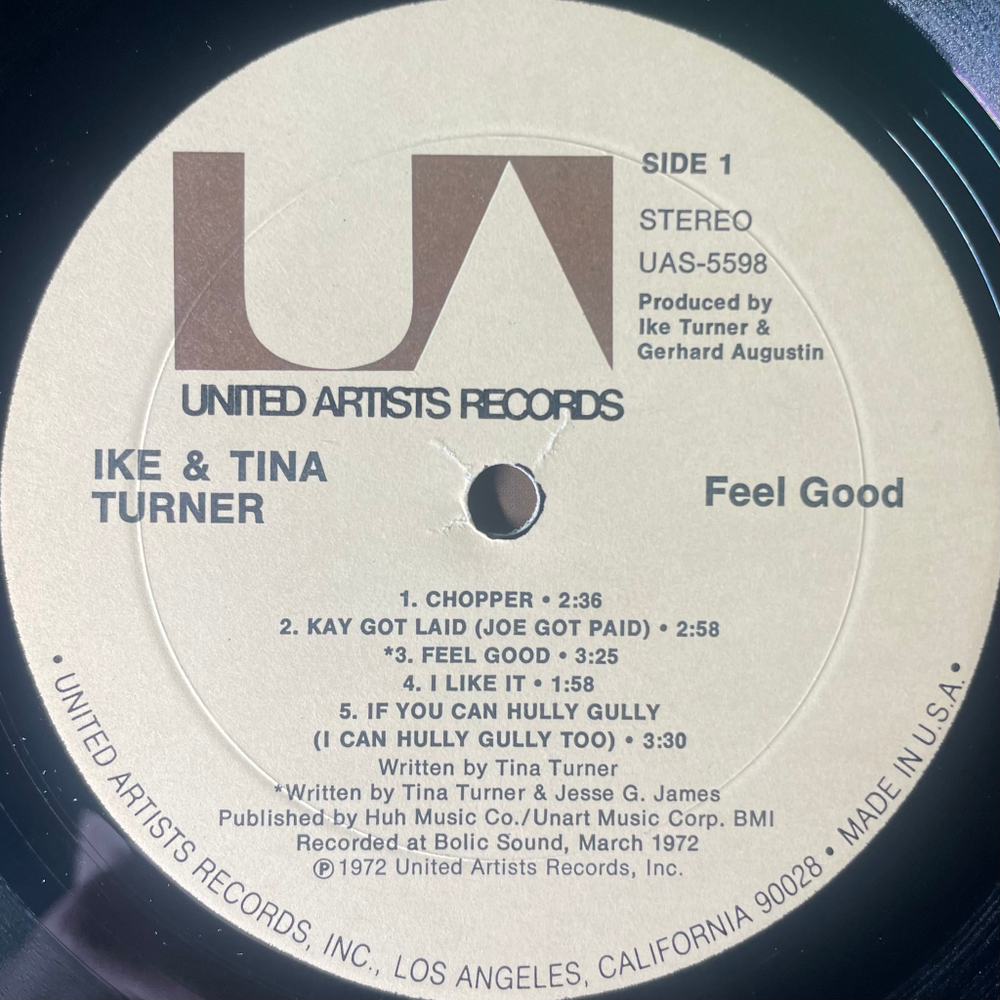 UA
SIDE 1
STEREO
UAS-5598
Produced by
Ike Turner &
Gerhard Augustin
UNITED ARTISTS RECORDS
IKE & TINA
TURNER
Feel Good
1. CHOPPER • 2:36
2. KAY GOT LAID (JOE GOT PAID) • 2:58
*3. FEEL GOOD • 3:25
4. I LIKE IT • 1:58
5. IF YOU CAN HULLY GULLY
(I CAN HULLY GULLY TOO) • 3:30
Written by Tina Turner
*Written by Tina Turner & Jesse G. James
Published by Huh Music Co./Unart Music Corp. BMI
Recorded at Bolic Sound, March 1972
℗ 1972 United Artists Records, Inc.
• UNITED ARTISTS RECORDS, INC., LOS ANGELES, CALIFORNIA 90028 • MADE IN U.S.A. •